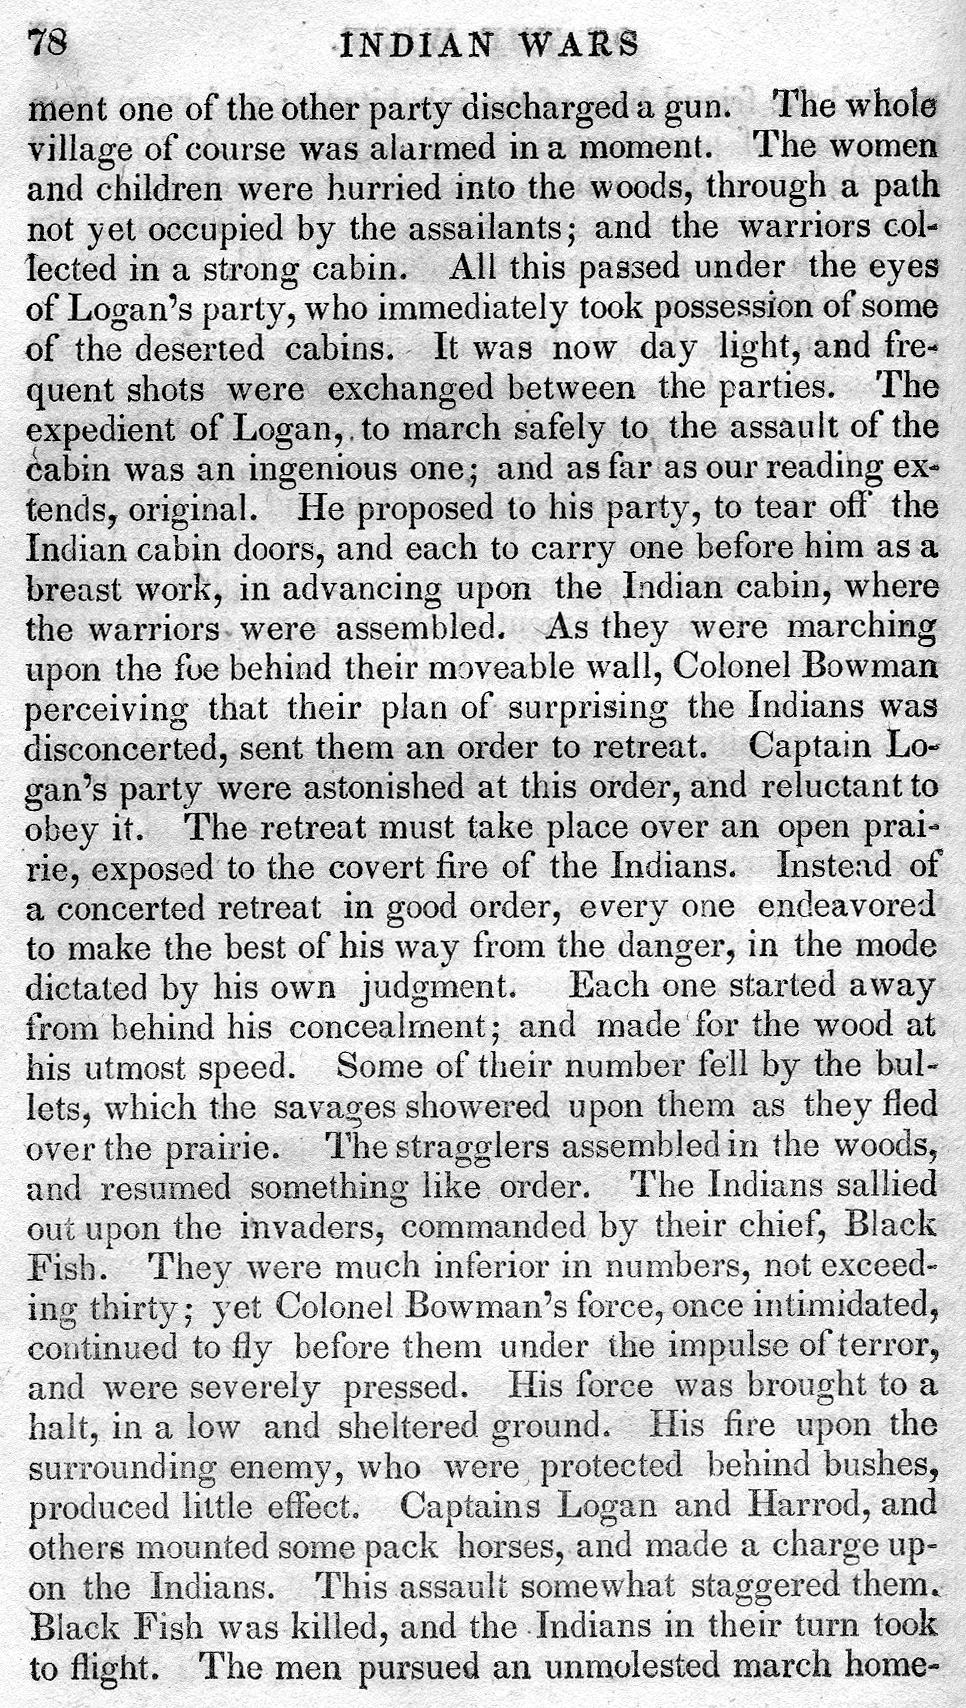 78 INDIAN WARS
ment one of the other party discharged a gun. The whole
village of course was alarmed in a moment. The women
and children were hurried into the woods, through a path
not yet occupied by the assailants; and the warriors col-
lected in a strong cabin. All this passed under the eyes
of Logan's party, who immediately took possession of some
of the deserted cabins. It was now day light, and fre-
quent shots were exchanged between the parties. The
expedient of Logan, to march safely to the assault of the
cabin was an ingenious one; and as far as our reading ex-
tends, original. He proposed to his party, to tear off the
Indian cabin doors, and each to carry one before him as a
breast work, in advancing upon the Indian cabin, where
the warriors were assembled. As they were marching
upon the foe behind their moveable wall, Colonel Bowman
perceiving that their plan of surprising the Indians was
disconcerted, sent them an order to retreat. Captain Lo-
gan's party were astonished at this order, and reluctant to
obey it. The retreat must take place over an open prai-
rie, exposed to the covert fire of the Indians. Instead of
a concerted retreat in good order, every one endeavored
to make the best of his way from the danger, in the mode
dictated by his own judgment. Each one started away
from behind his concealment; and made for the wood at
his utmost speed. Some of their number fell by the bul-
lets, which the savages showered upon them as they fled
over the prairie. The stragglers assembled in the woods,
and resumed something like order. The Indians sallied
out upon the invaders, commanded by their chief, Black
Fish. They were much inferior in numbers, not exceed-
ing thirty; yet Colonel Bowman's force, once intimidated,
continued to fly before them under the impulse of terror,
and were severely pressed. His force was brought to a
halt, in a low and sheltered ground. His fire upon the
surrounding enemy, who were protected behind bushes,
produced little effect. Captains Logan and Harrod, and
others mounted some pack horses, and made a charge up-
on the Indians. This assault somewhat staggered them.
Black Fish was killed, and the Indians in their turn took
to flight. The men pursued an unmolested march home-